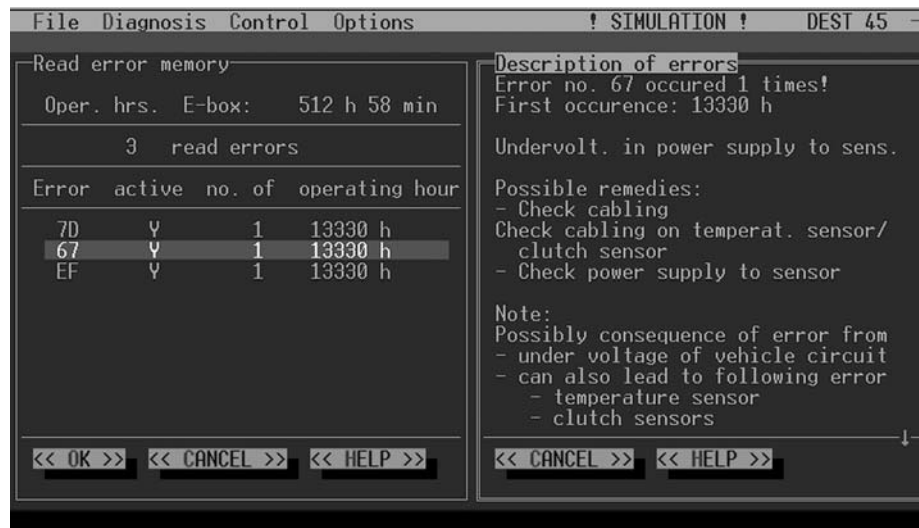 File Diagnosis Control Options ! SIMULATION ! DEST 45 -
Read error memory
Oper. hrs. E-box: 512 h 58 min
3 read errors
Error active no. of operating hour
7D Y 1 13330 h
67 Y 1 13330 h
EF Y 1 13330 h
<< OK >> << CANCEL >> << HELP >>
Description of errors
Error no. 67 occured 1 times!
First occurence: 13330 h
Undervolt. in power supply to sens.
Possible remedies:
- Check cabling
Check cabling on temperat. sensor/
clutch sensor
- Check power supply to sensor
Note:
Possibly consequence of error from
- under voltage of vehicle circuit
- can also lead to following error
- temperature sensor
- clutch sensors
<< CANCEL >> << HELP >>